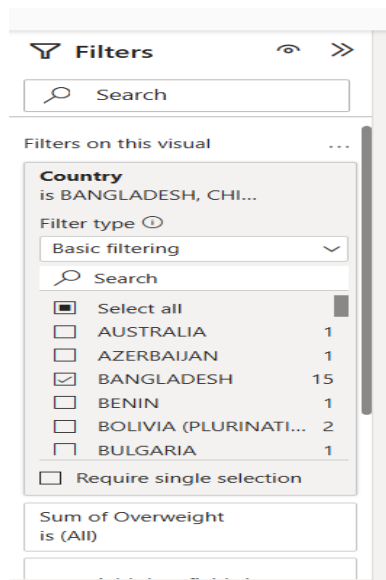 Filters
Search
Filters on this visual ...
Country
is BANGLADESH, CHI...
Filter type
Basic filtering
Search
Select all
AUSTRALIA 1
AZERBAIJAN 1
BANGLADESH 15
BENIN 1
BOLIVIA (PLURINATI... 2
BULGARIA 1
Require single selection
Sum of Overweight
is (All)